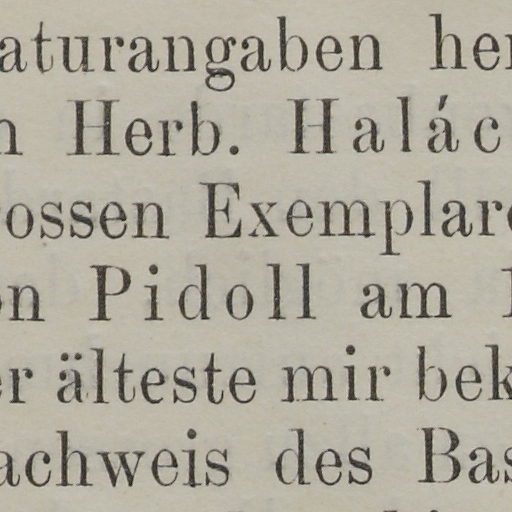 aturangaben her
n Herb. Halác
ossen Exemplare
on Pidoll am
er älteste mir bek
achweis des Bas